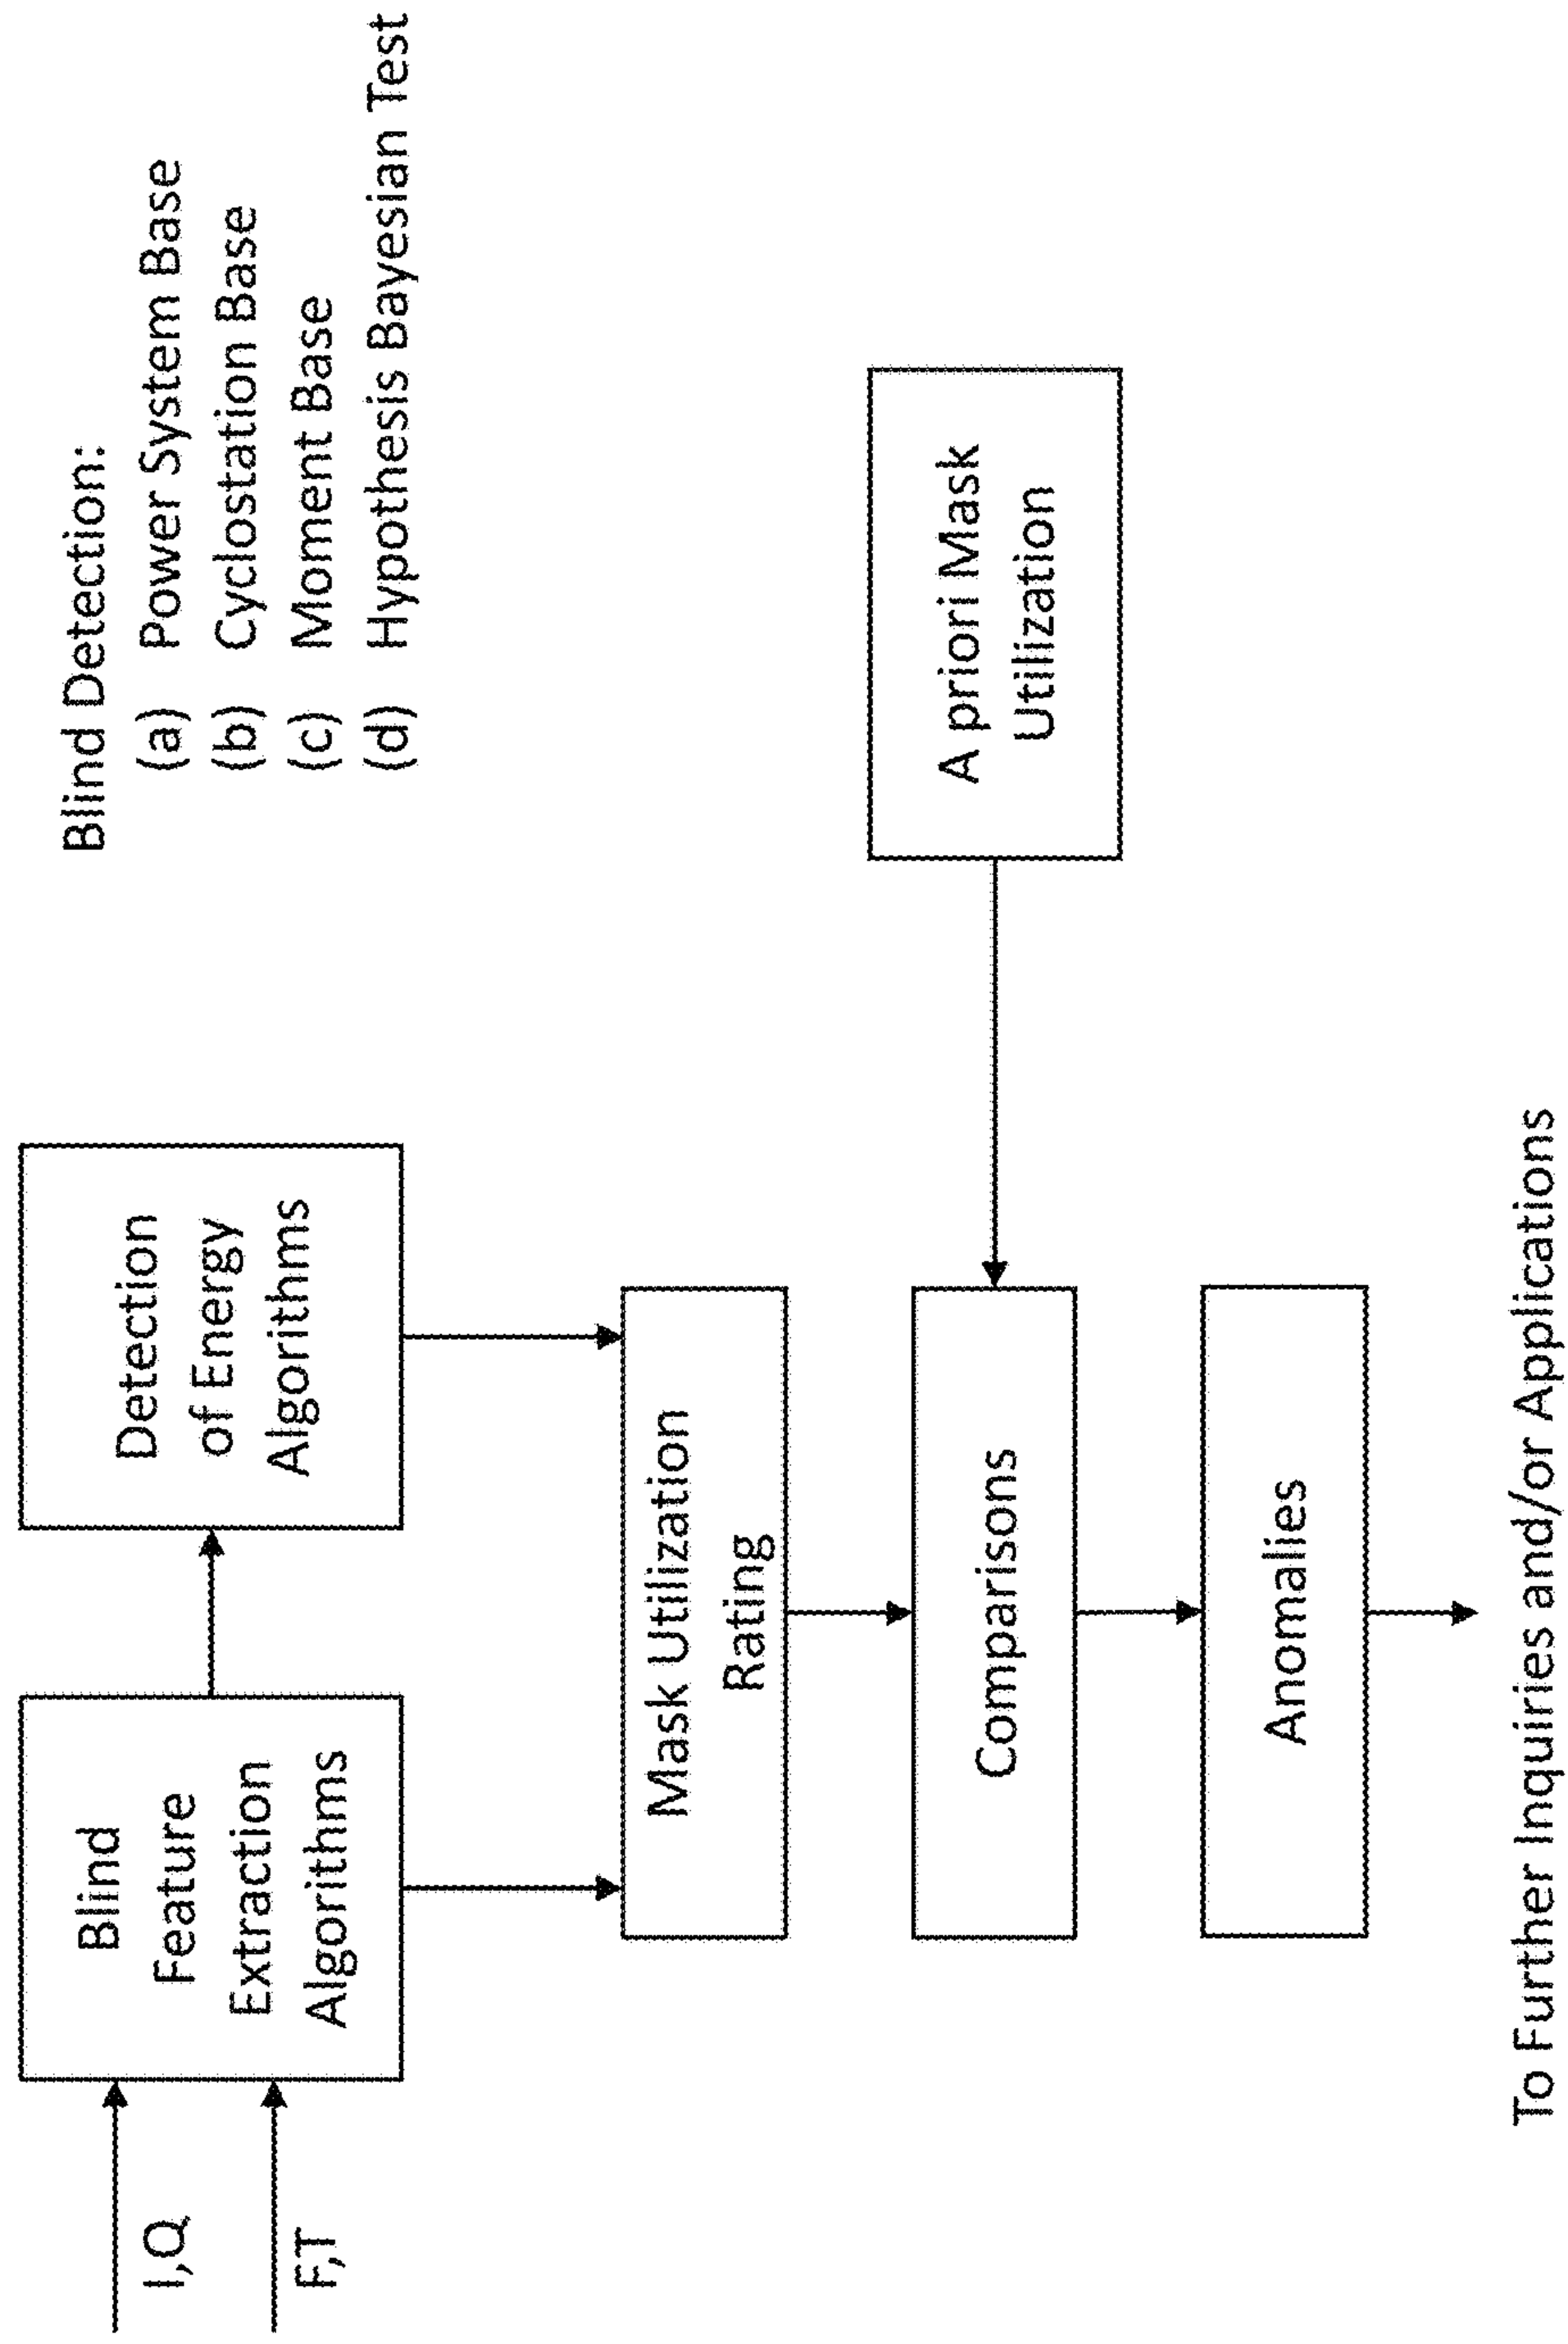 I,Q
F,T
Blind
Feature
Extraction
Algorithms
Detection
of Energy
Algorithms
Blind Detection:
(a) Power System Base
(b) Cyclostation Base
(c) Moment Base
(d) Hypothesis Bayesian Test
Mask Utilization
Rating
Comparisons
A priori Mask
Utilization
Anomalies
To Further Inquiries and/or Applications